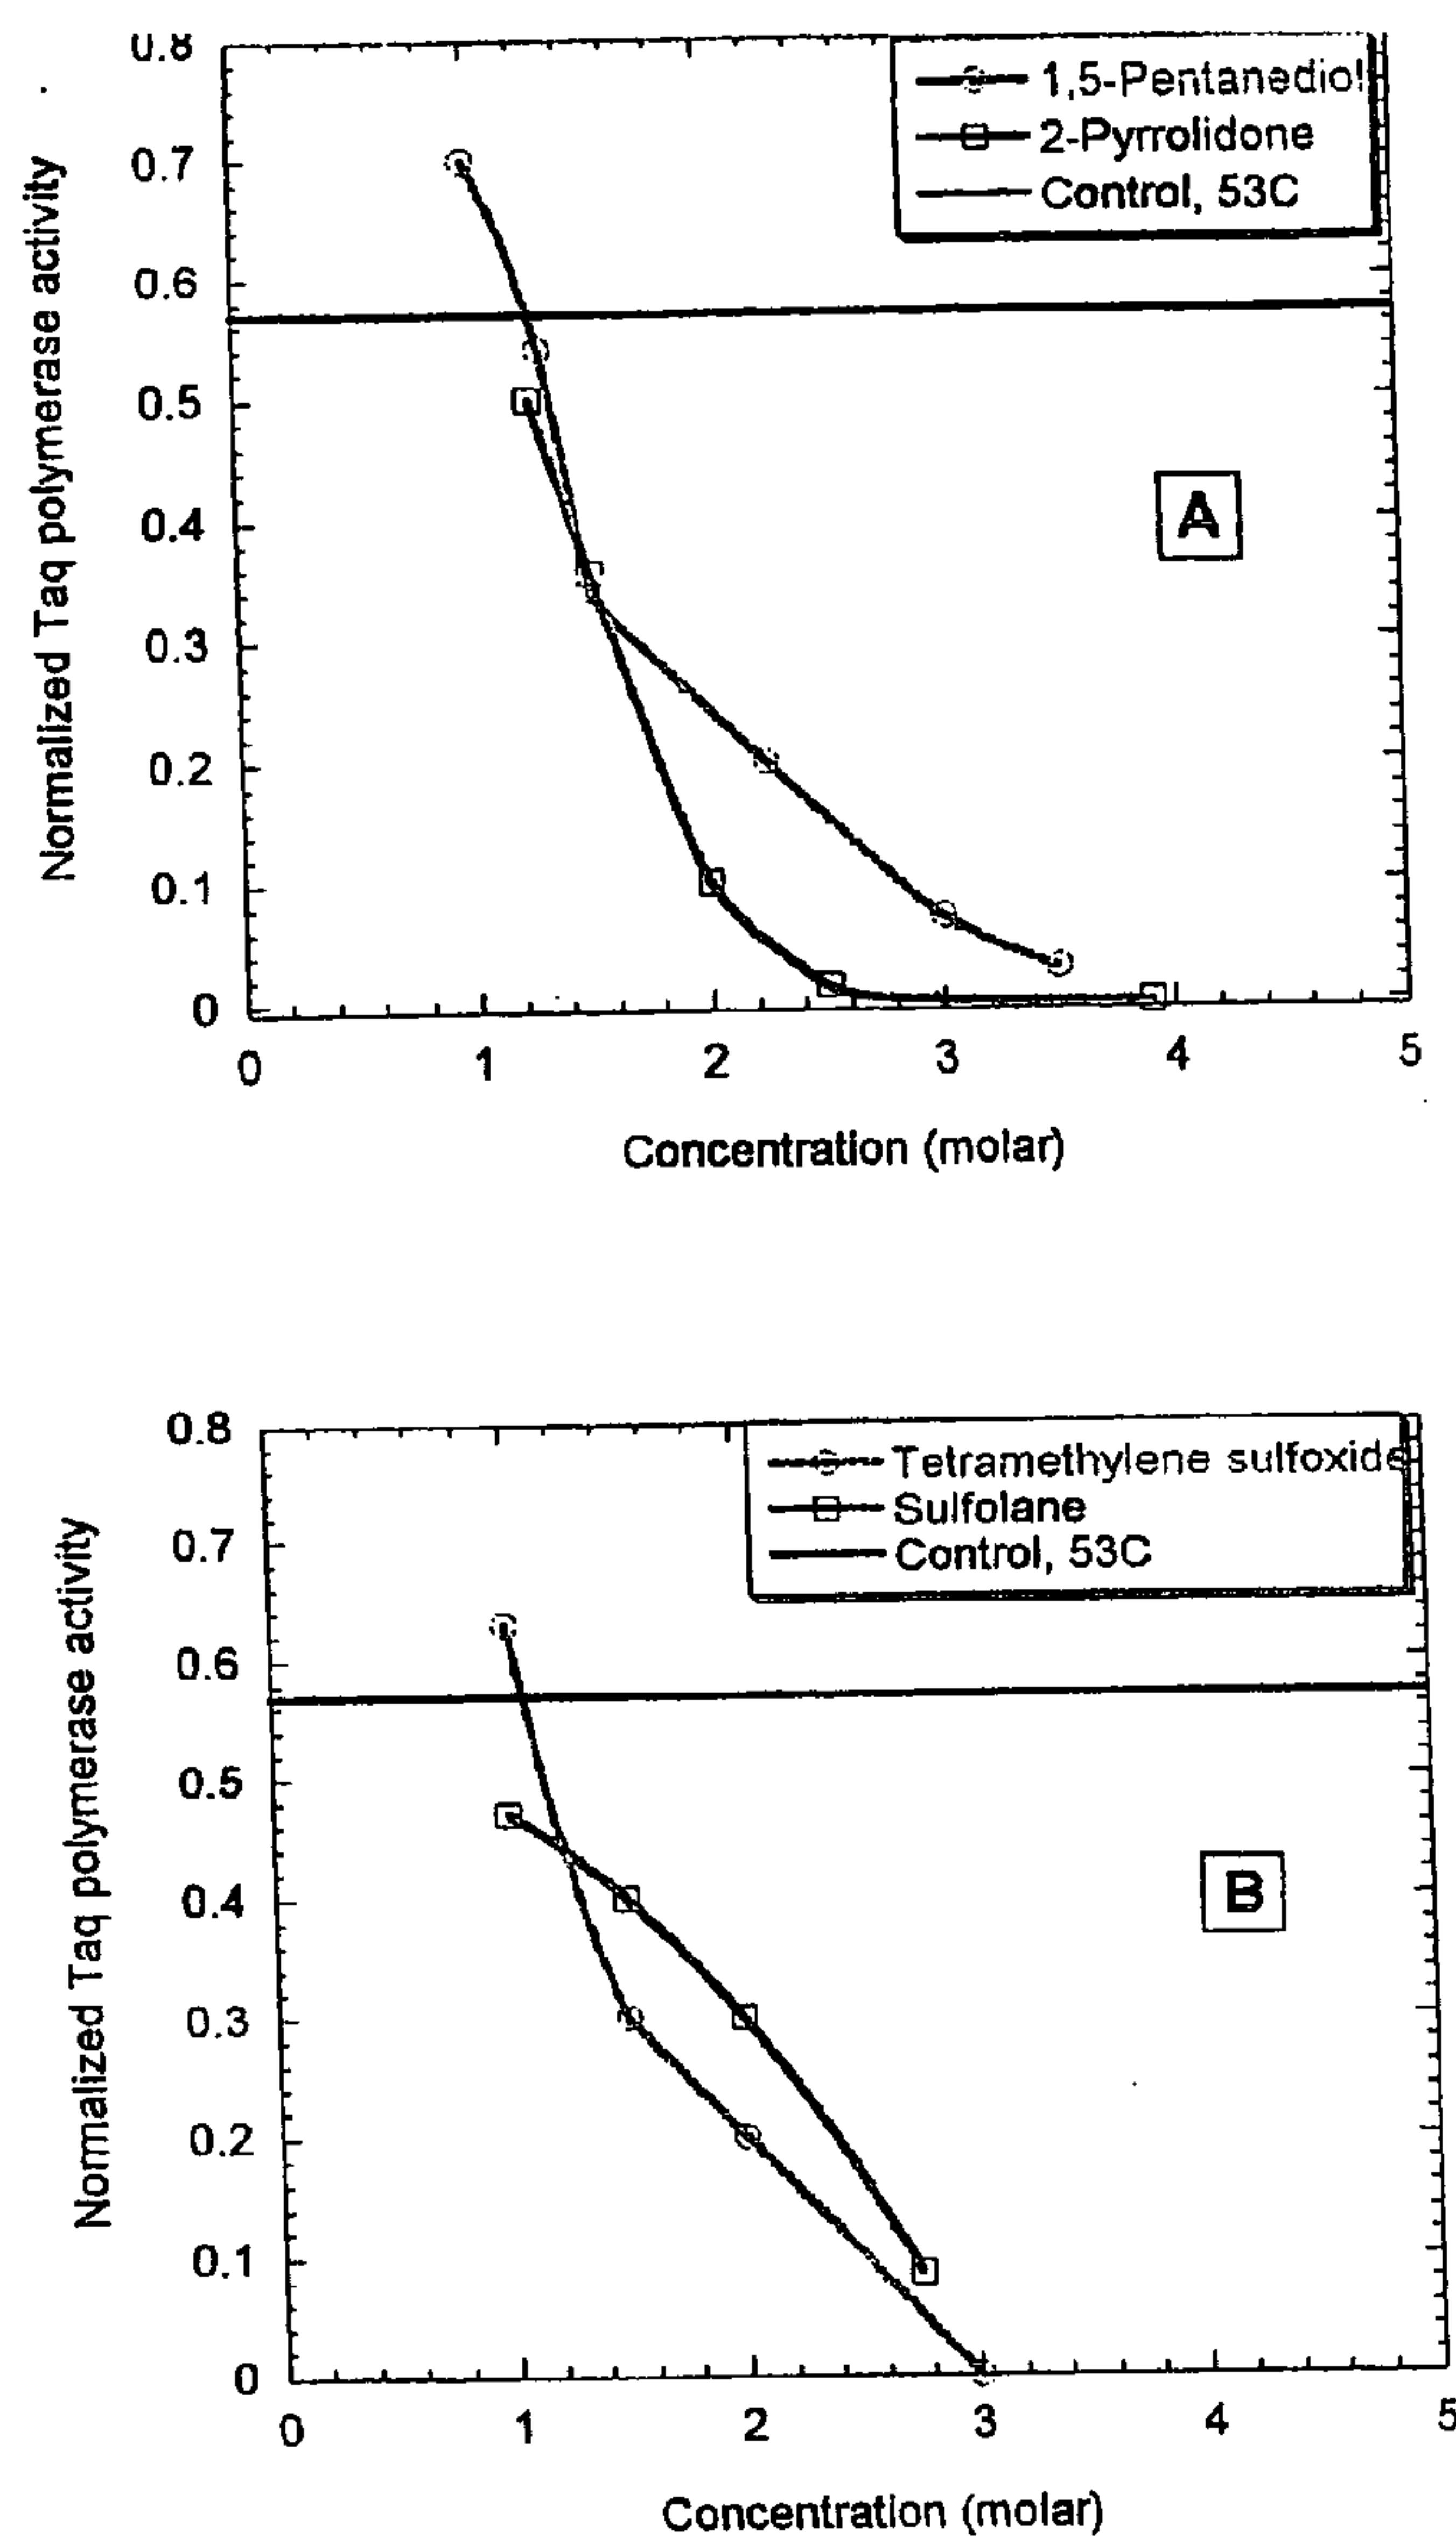 0.8
1,5-Pentanediol
2-Pyrrolidone
Control, 53C
0.7
0.6
0.5
0.4
0.3
0.2
0.1
0
Normalized Taq polymerase activity
A
0 1 2 3 4 5
Concentration (molar)
0.8
Tetramethylene sulfoxide
Sulfolane
Control, 53C
0.7
0.6
0.5
0.4
0.3
0.2
0.1
0
Normalized Taq polymerase activity
B
0 1 2 3 4 5
Concentration (molar)